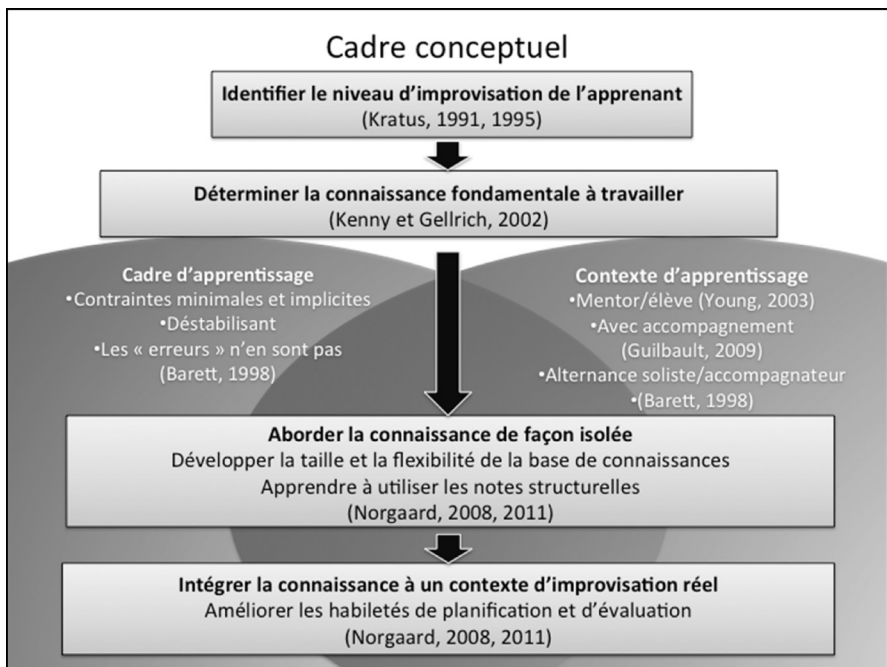 Cadre conceptuel
Identifier le niveau d’improvisation de l’apprenant
(Kratus, 1991, 1995)
Déterminer la connaissance fondamentale à travailler
(Kenny et Gellrich, 2002)
Cadre d’apprentissage
•Contraintes minimales et implicites
•Déstabilisant
•Les « erreurs » n’en sont pas
(Barett, 1998)
Contexte d’apprentissage
•Mentor/élève (Young, 2003)
•Avec accompagnement
(Guilbault, 2009)
•Alternance soliste/accompagnateur
•(Barett, 1998)
Aborder la connaissance de façon isolée
Développer la taille et la flexibilité de la base de connaissances
Apprendre à utiliser les notes structurelles
(Norgaard, 2008, 2011)
Intégrer la connaissance à un contexte d’improvisation réel
Améliorer les habiletés de planification et d’évaluation
(Norgaard, 2008, 2011)